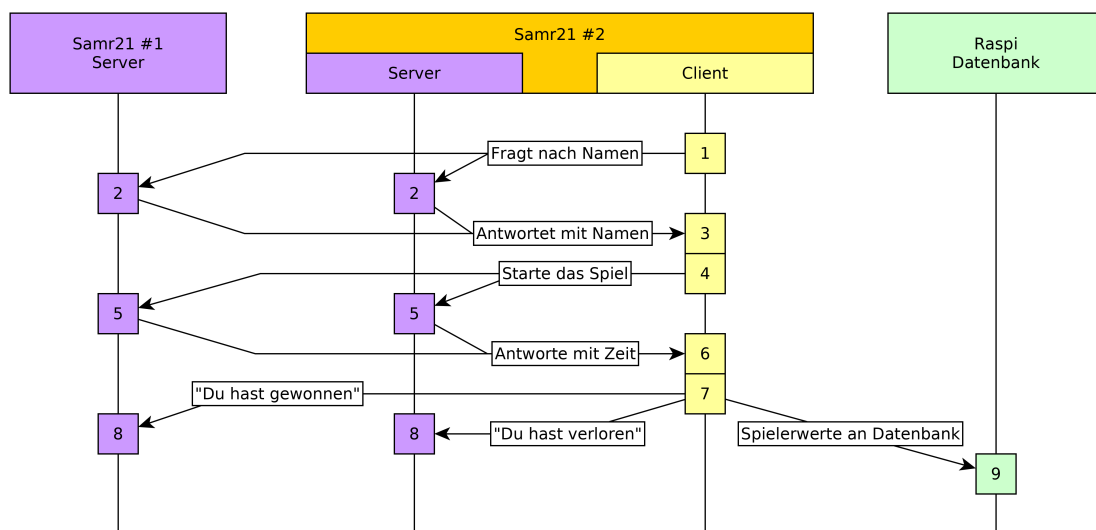 Samr21 #1
Server
Samr21 #2
Server
Client
Raspi
Datenbank
Fragt nach Namen
1
2
2
Antwortet mit Namen
3
Starte das Spiel
4
5
5
Antworte mit Zeit
6
"Du hast gewonnen"
7
8
8
"Du hast verloren"
Spielerwerte an Datenbank
9